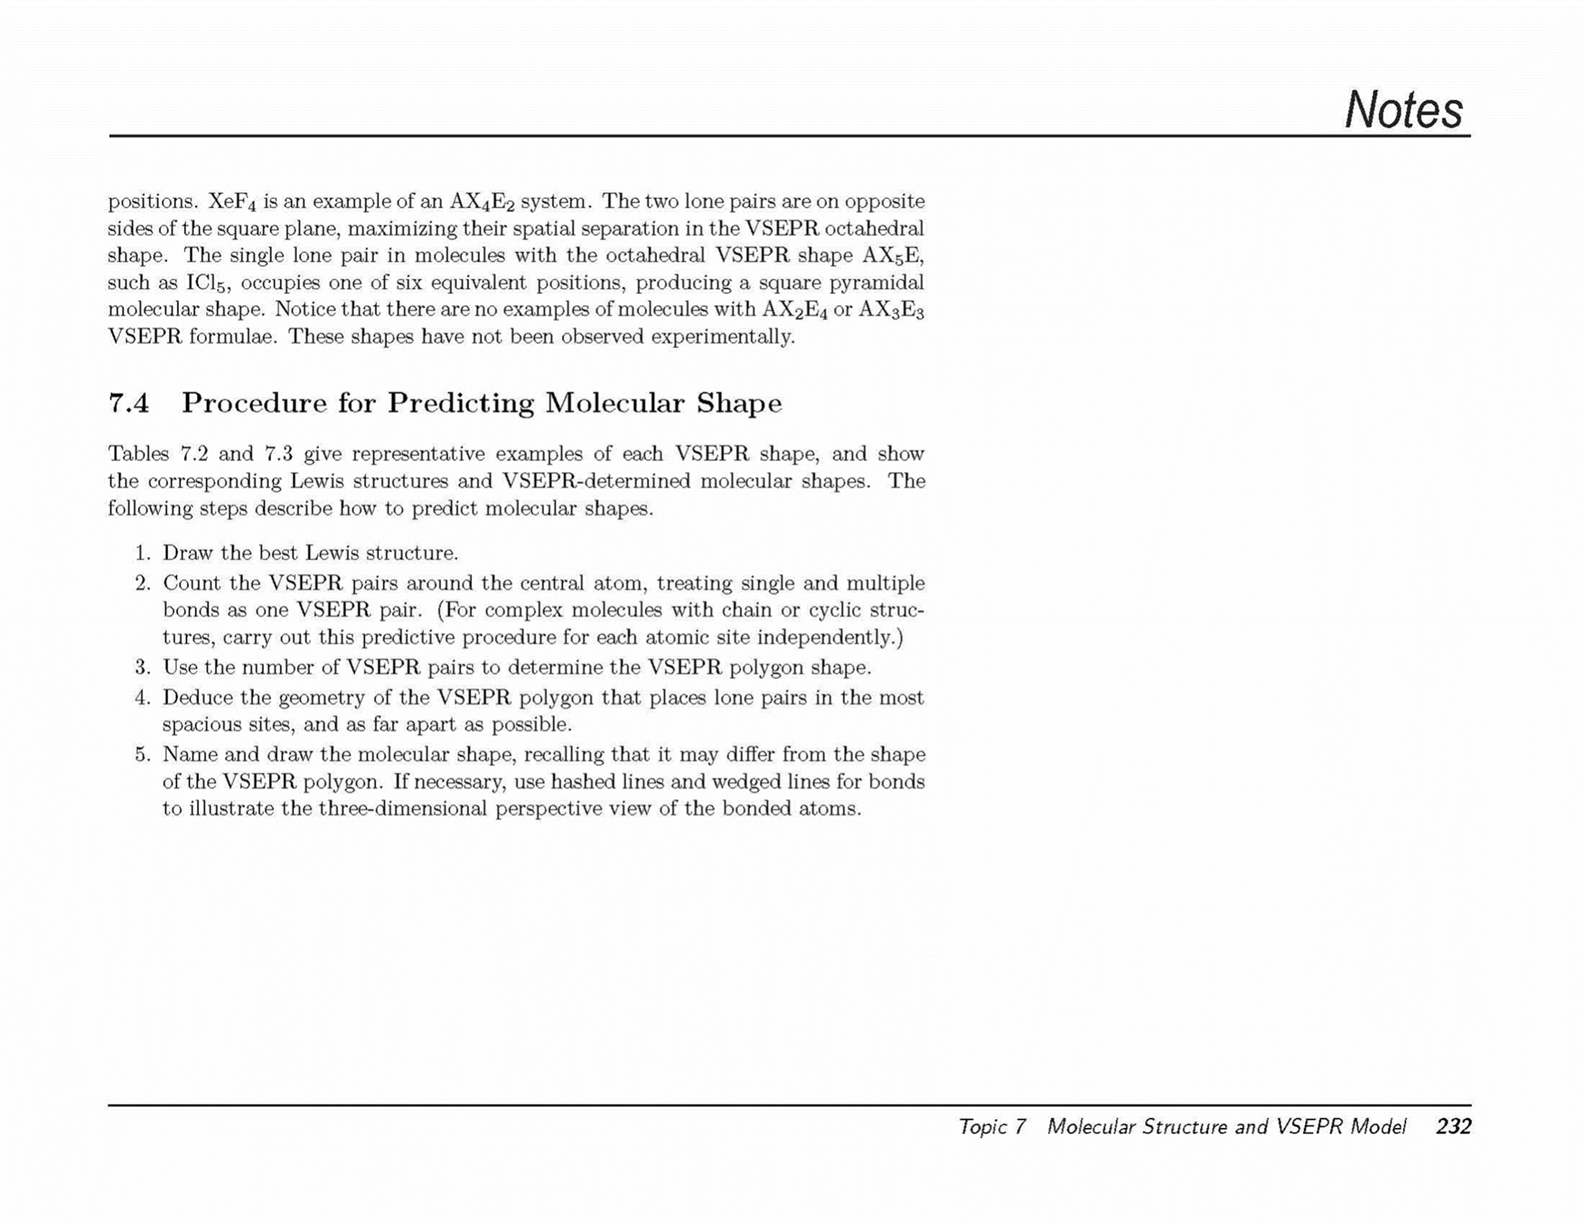 Notes
positions. XeF4 is an example of an AX4E2 system. The two lone pairs are on opposite
sides of the square plane, maximizing their spatial separation in the VSEPR octahedral
shape. The single lone pair in molecules with the octahedral VSEPR shape AX5E,
such as ICl5, occupies one of six equivalent positions, producing a square pyramidal
molecular shape. Notice that there are no examples of molecules with AX2E4 or AX3E3
VSEPR formulae. These shapes have not been observed experimentally.
7.4 Procedure for Predicting Molecular Shape
Tables 7.2 and 7.3 give representative examples of each VSEPR shape, and show
the corresponding Lewis structures and VSEPR-determined molecular shapes. The
following steps describe how to predict molecular shapes.
1. Draw the best Lewis structure.
2. Count the VSEPR pairs around the central atom, treating single and multiple
bonds as one VSEPR pair. (For complex molecules with chain or cyclic struc-
tures, carry out this predictive procedure for each atomic site independently.)
3. Use the number of VSEPR pairs to determine the VSEPR polygon shape.
4. Deduce the geometry of the VSEPR polygon that places lone pairs in the most
spacious sites, and as far apart as possible.
5. Name and draw the molecular shape, recalling that it may differ from the shape
of the VSEPR polygon. If necessary, use hashed lines and wedged lines for bonds
to illustrate the three-dimensional perspective view of the bonded atoms.
Topic 7 Molecular Structure and VSEPR Model 232